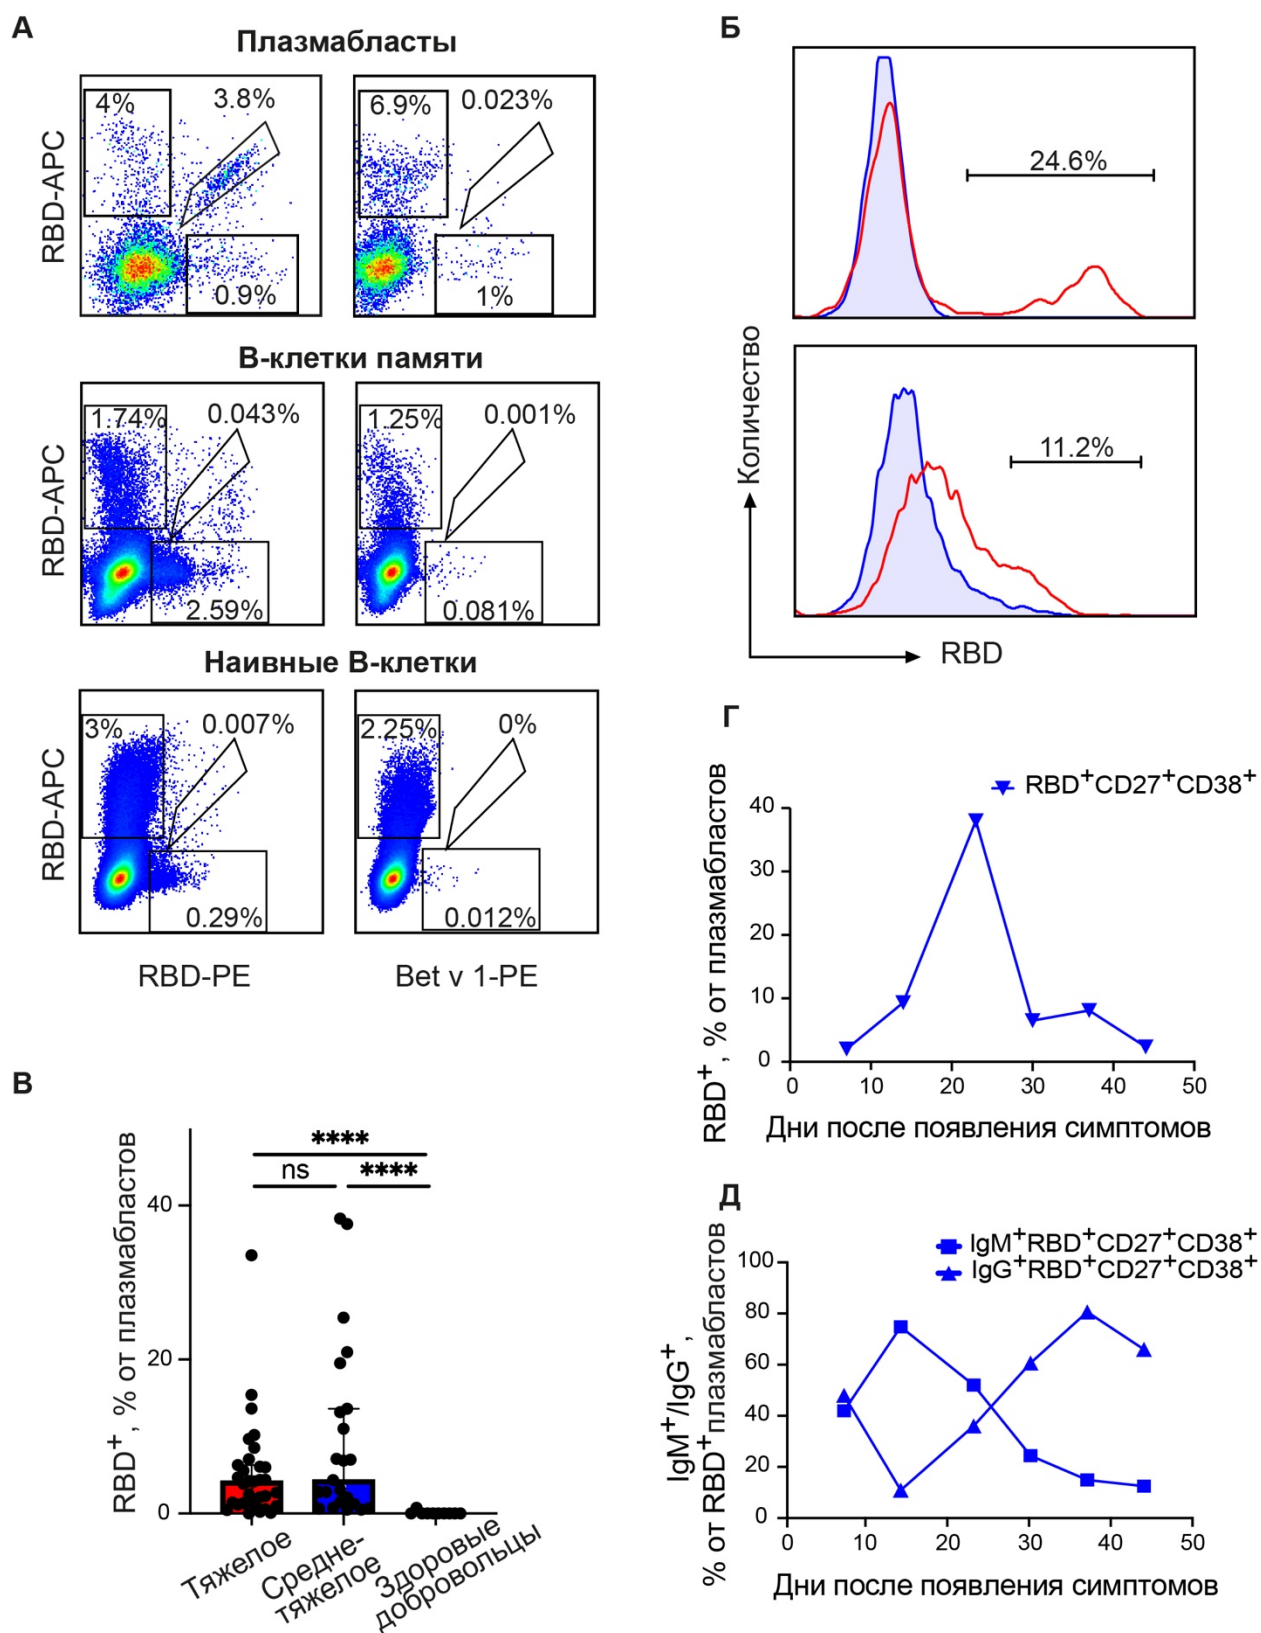 А
Плазмабласты
RBD-APC
4%
3.8%
0.9%
6.9%
0.023%
1%
В-клетки памяти
RBD-APC
1.74%
0.043%
2.59%
1.25%
0.001%
0.081%
Наивные В-клетки
RBD-APC
3%
0.007%
0.29%
2.25%
0%
0.012%
RBD-PE
Bet v 1-PE
Б
24.6%
11.2%
Количество
RBD
В
RBD+, % от плазмабластов
40
20
0
****
ns
****
Тяжелое
Средне-
тяжелое
Здоровые
добровольцы
Г
RBD+, % от плазмабластов
RBD+CD27+CD38+
40
30
20
10
0
0 10 20 30 40 50
Дни после появления симптомов
Д
IgM+/IgG+,
% от RBD+плазмабластов
IgM+RBD+CD27+CD38+
IgG+RBD+CD27+CD38+
100
80
60
40
20
0
0 10 20 30 40 50
Дни после появления симптомов